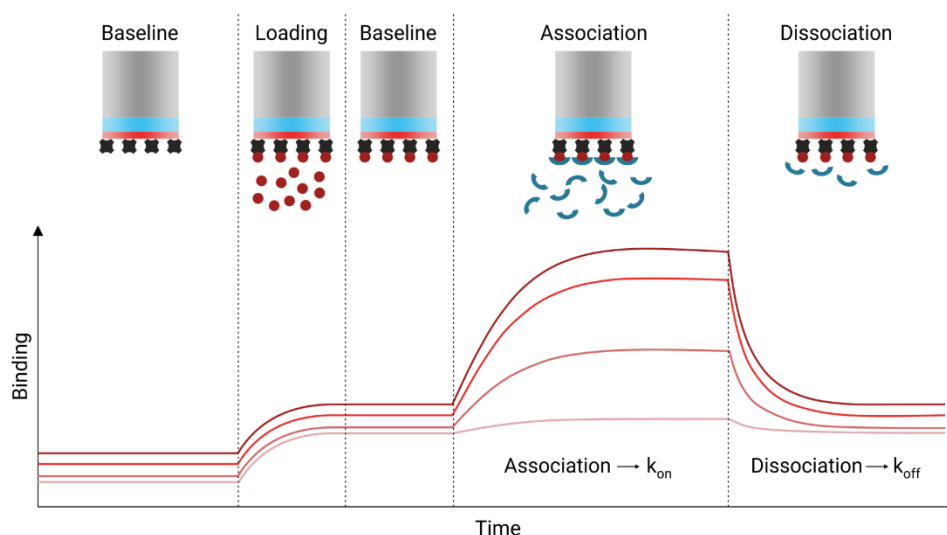 Baseline
Loading
Baseline
Association
Dissociation
Binding
Association → kon
Dissociation → koff
Time